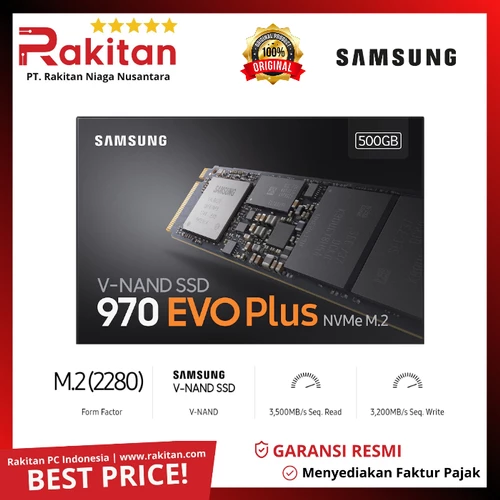 Rakitan
PT. Rakitan Niaga Nusantara
100%
ORIGINAL
SAMSUNG
SAMSUNG
500GB
SAMSUNG
V-NAND SSD
970 EVO Plus NVMe M.2
M.2 (2280)
Form Factor
SAMSUNG
V-NAND SSD
V-NAND
3,500MB/s Seq. Read
3,200MB/s Seq. Write
Rakitan PC Indonesia | www.rakitan.com
BEST PRICE!
GARANSI RESMI
Menyediakan Faktur Pajak